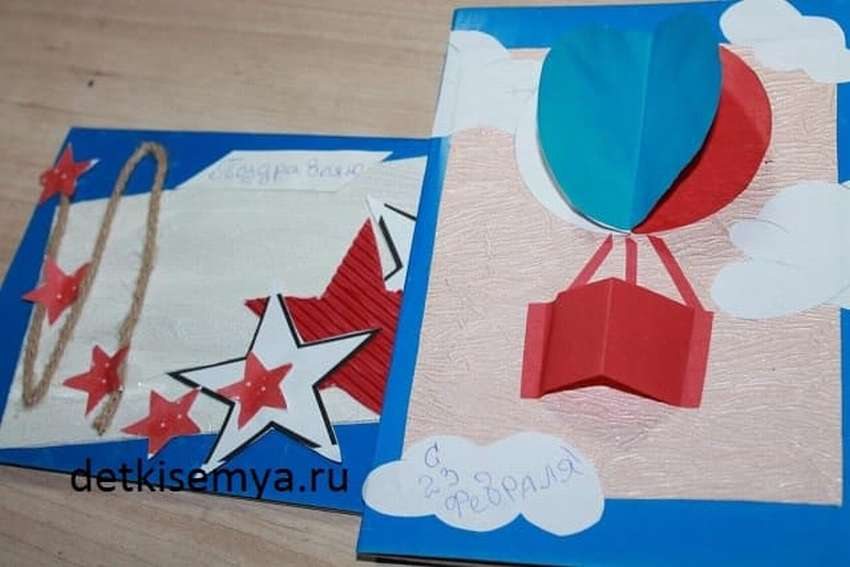 Поздравляю
С
23
Февраля
detkisemya.ru